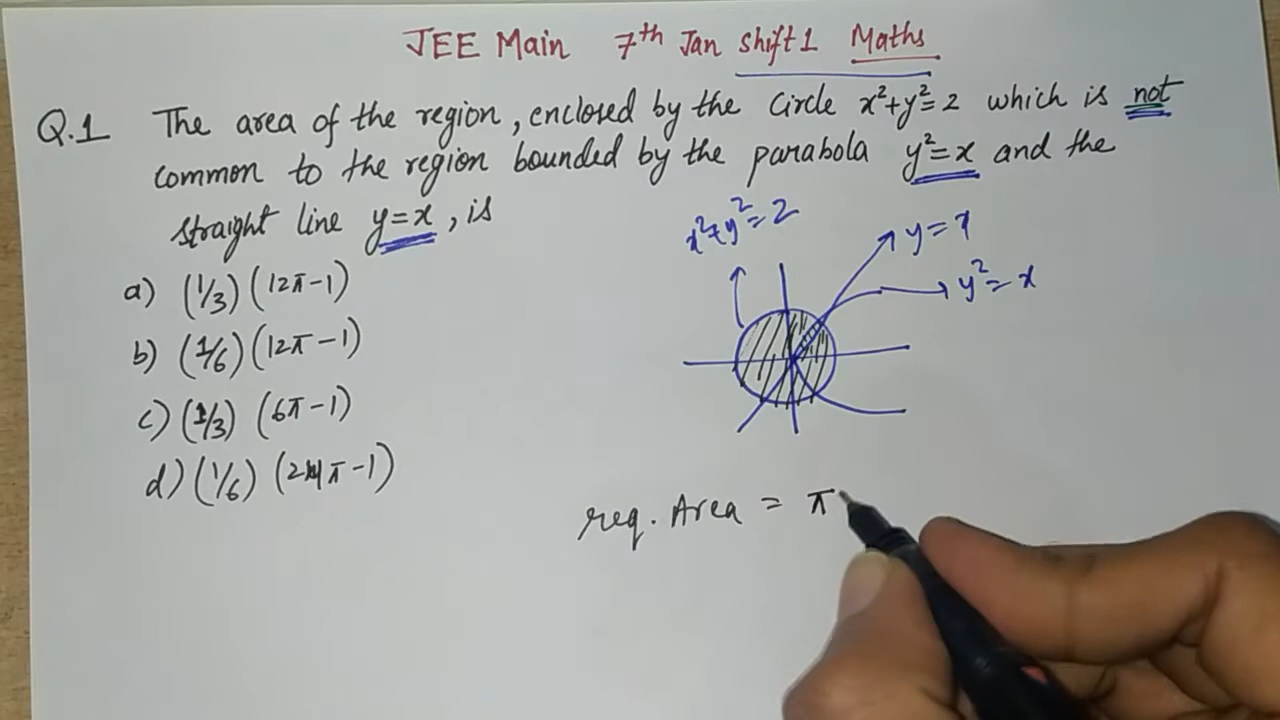 JEE Main 7th Jan shift 1 Maths
Q.1 The area of the region, enclosed by the Circle x²+y²=2 which is not
common to the region bounded by the parabola y²=x and the
straight line y=x, is
a) (1/3) (12π-1)
b) (1/6) (12π-1)
c) (1/3) (6π-1)
d) (1/6) (24π-1)
x²+y²=2
y=x
y²=x
req. Area = π